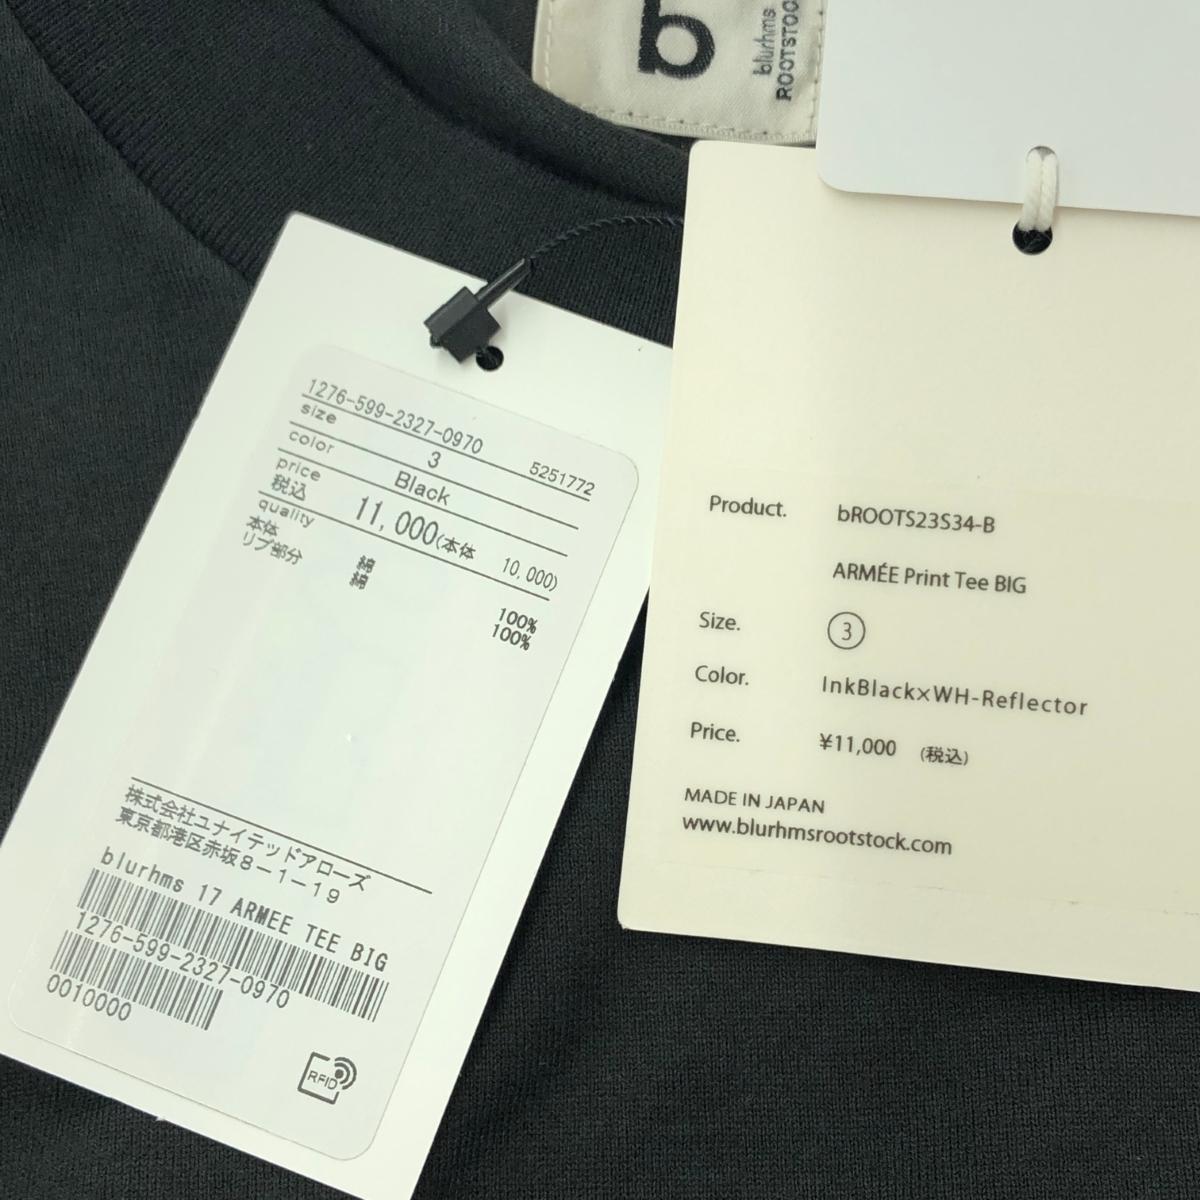 b
blurhms
ROOTSTOC
1276-599-2327-0970
5251772
size 3
color Black
price
税込 11,000(本体 10,000)
quality
本体 綿 100%
リブ部分 綿 100%
株式会社ユナイテッドアローズ
東京都港区赤坂8-1-19
blurhms 17 ARMEE TEE BIG
1276-599-2327-0970
0010000
RFID
Product. bROOTS23S34-B
ARMÉE Print Tee BIG
Size. 3
Color. InkBlack×WH-Reflector
Price. ¥11,000 (税込)
MADE IN JAPAN
www.blurhmsrootstock.com